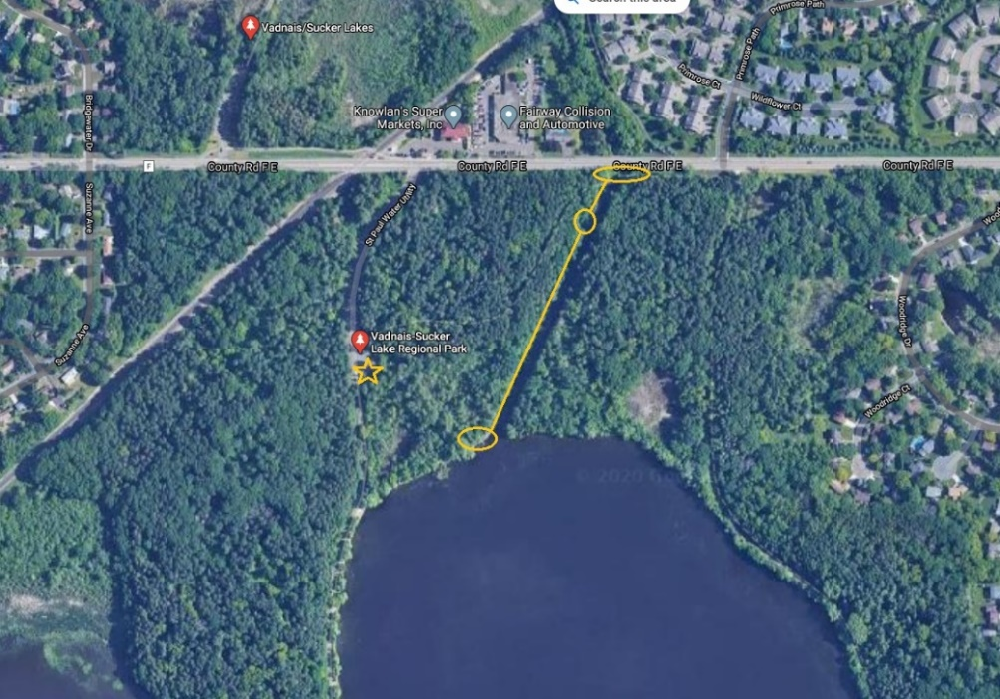 Search this area
Primrose Path
Vadnais/Sucker Lakes
Primrose Path
Primrose Ct
Wildflower Ct
Bridgewater Dr
Knowlan's Super
Markets, Inc
Fairway Collision
and Automotive
F
County Rd F E
County Rd F E
County Rd F E
County Rd F E
Suzanne Ave
St Paul Water Utility
Vadnais-Sucker
Lake Regional Park
Suzanne Ave
Woodridge Dr
Woodridge Ct
© 2020